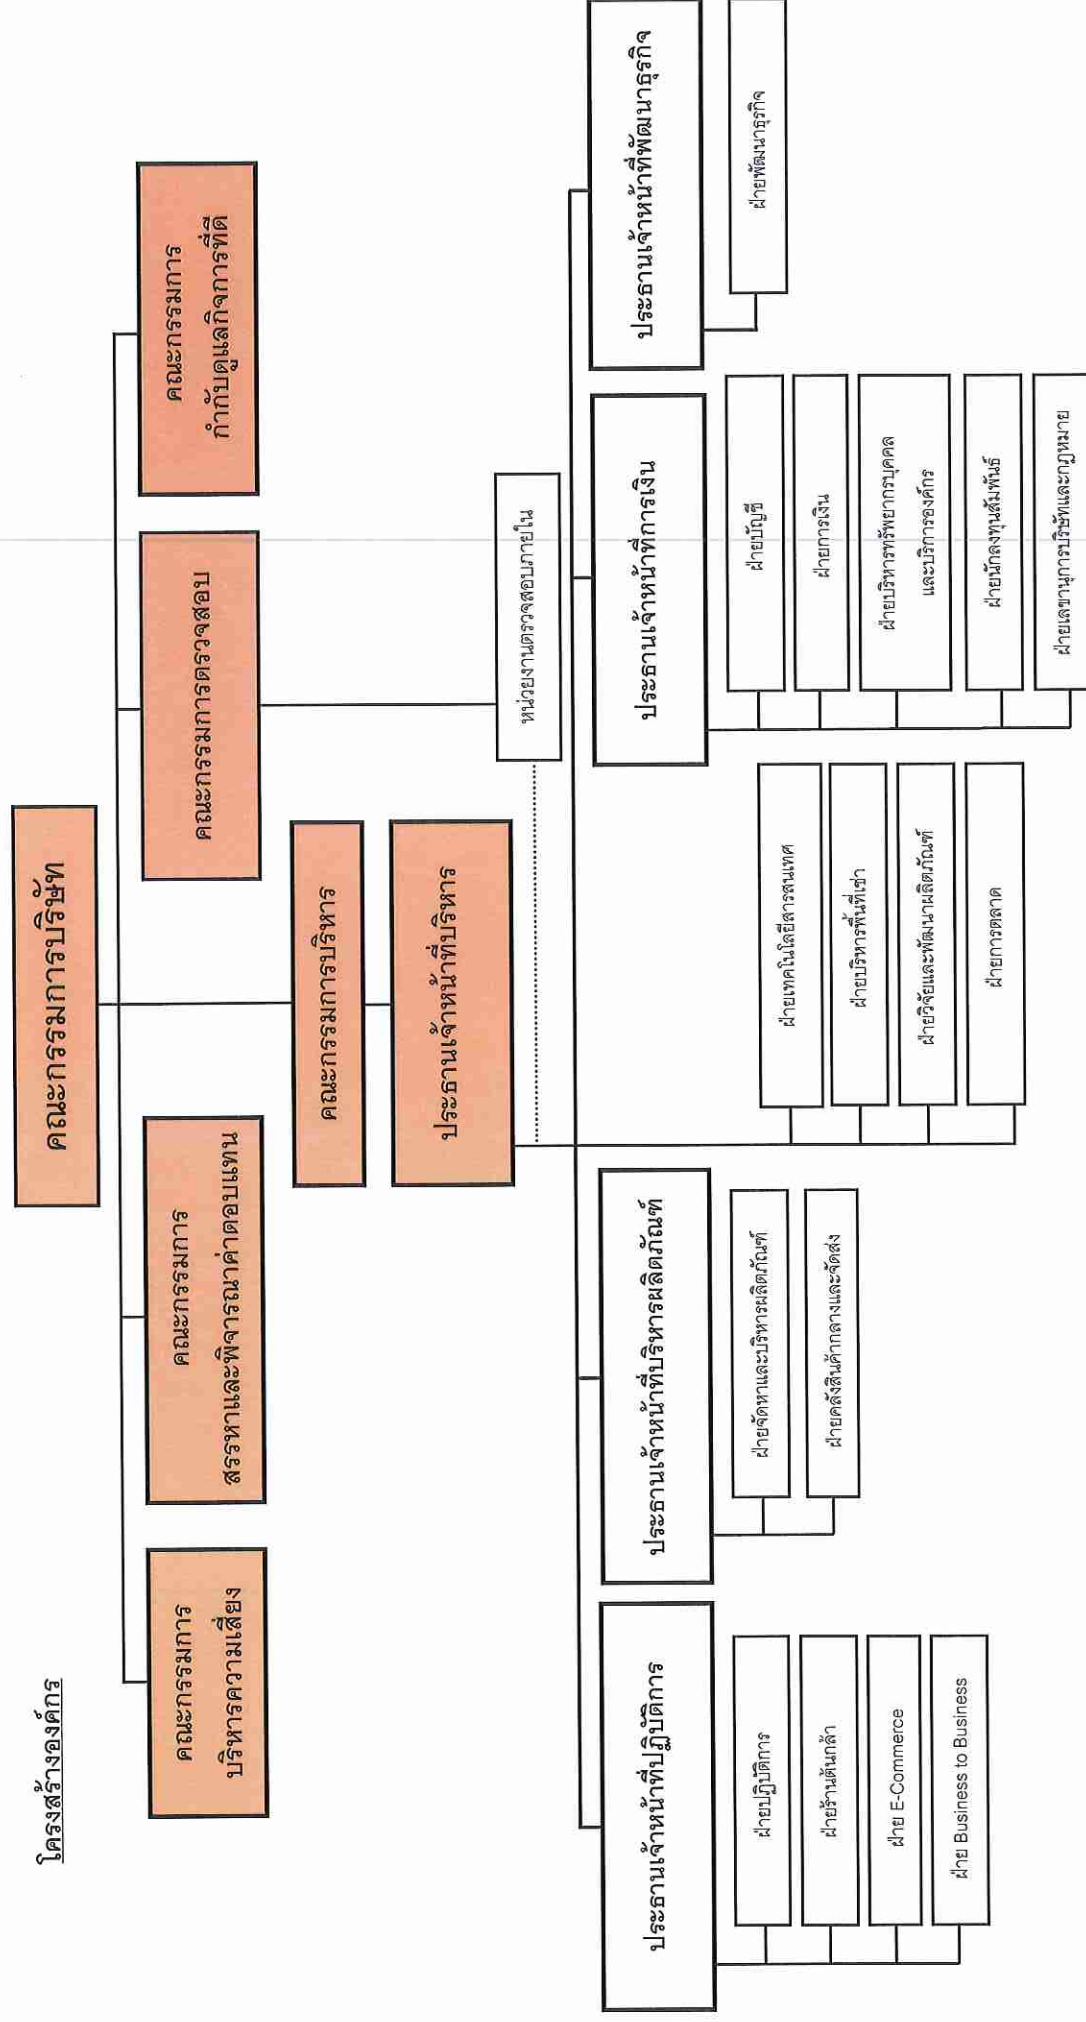 โครงสร้างองค์กร
คณะกรรมการบริษัท
คณะกรรมการ
บริหารความเสี่ยง
คณะกรรมการ
สรรหาและพิจารณาค่าตอบแทน
คณะกรรมการตรวจสอบ
คณะกรรมการ
กำกับดูแลกิจการที่ดี
คณะกรรมการบริหาร
ประธานเจ้าหน้าที่บริหาร
หน่วยงานตรวจสอบภายใน
ประธานเจ้าหน้าที่ปฏิบัติการ
ฝ่ายปฏิบัติการ
ฝ่ายร้านต้นกล้า
ฝ่าย E-Commerce
ฝ่าย Business to Business
ประธานเจ้าหน้าที่บริหารผลิตภัณฑ์
ฝ่ายจัดหาและบริหารผลิตภัณฑ์
ฝ่ายคลังสินค้ากลางและจัดส่ง
ฝ่ายเทคโนโลยีสารสนเทศ
ฝ่ายบริหารพื้นที่เช่า
ฝ่ายวิจัยและพัฒนาผลิตภัณฑ์
ฝ่ายการตลาด
ประธานเจ้าหน้าที่การเงิน
ฝ่ายบัญชี
ฝ่ายการเงิน
ฝ่ายบริหารทรัพยากรบุคคล
และบริการองค์กร
ฝ่ายนักลงทุนสัมพันธ์
ฝ่ายเลขานุการบริษัทและกฎหมาย
ประธานเจ้าหน้าที่พัฒนาธุรกิจ
ฝ่ายพัฒนาธุรกิจ